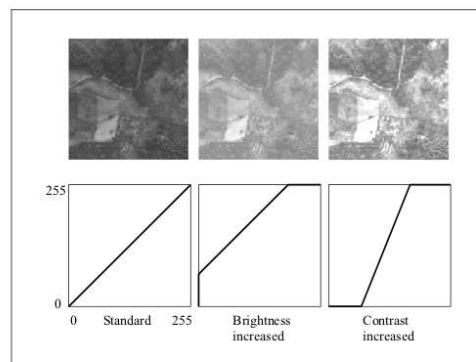 255
0
0 Standard 255
Brightness
increased
Contrast
increased